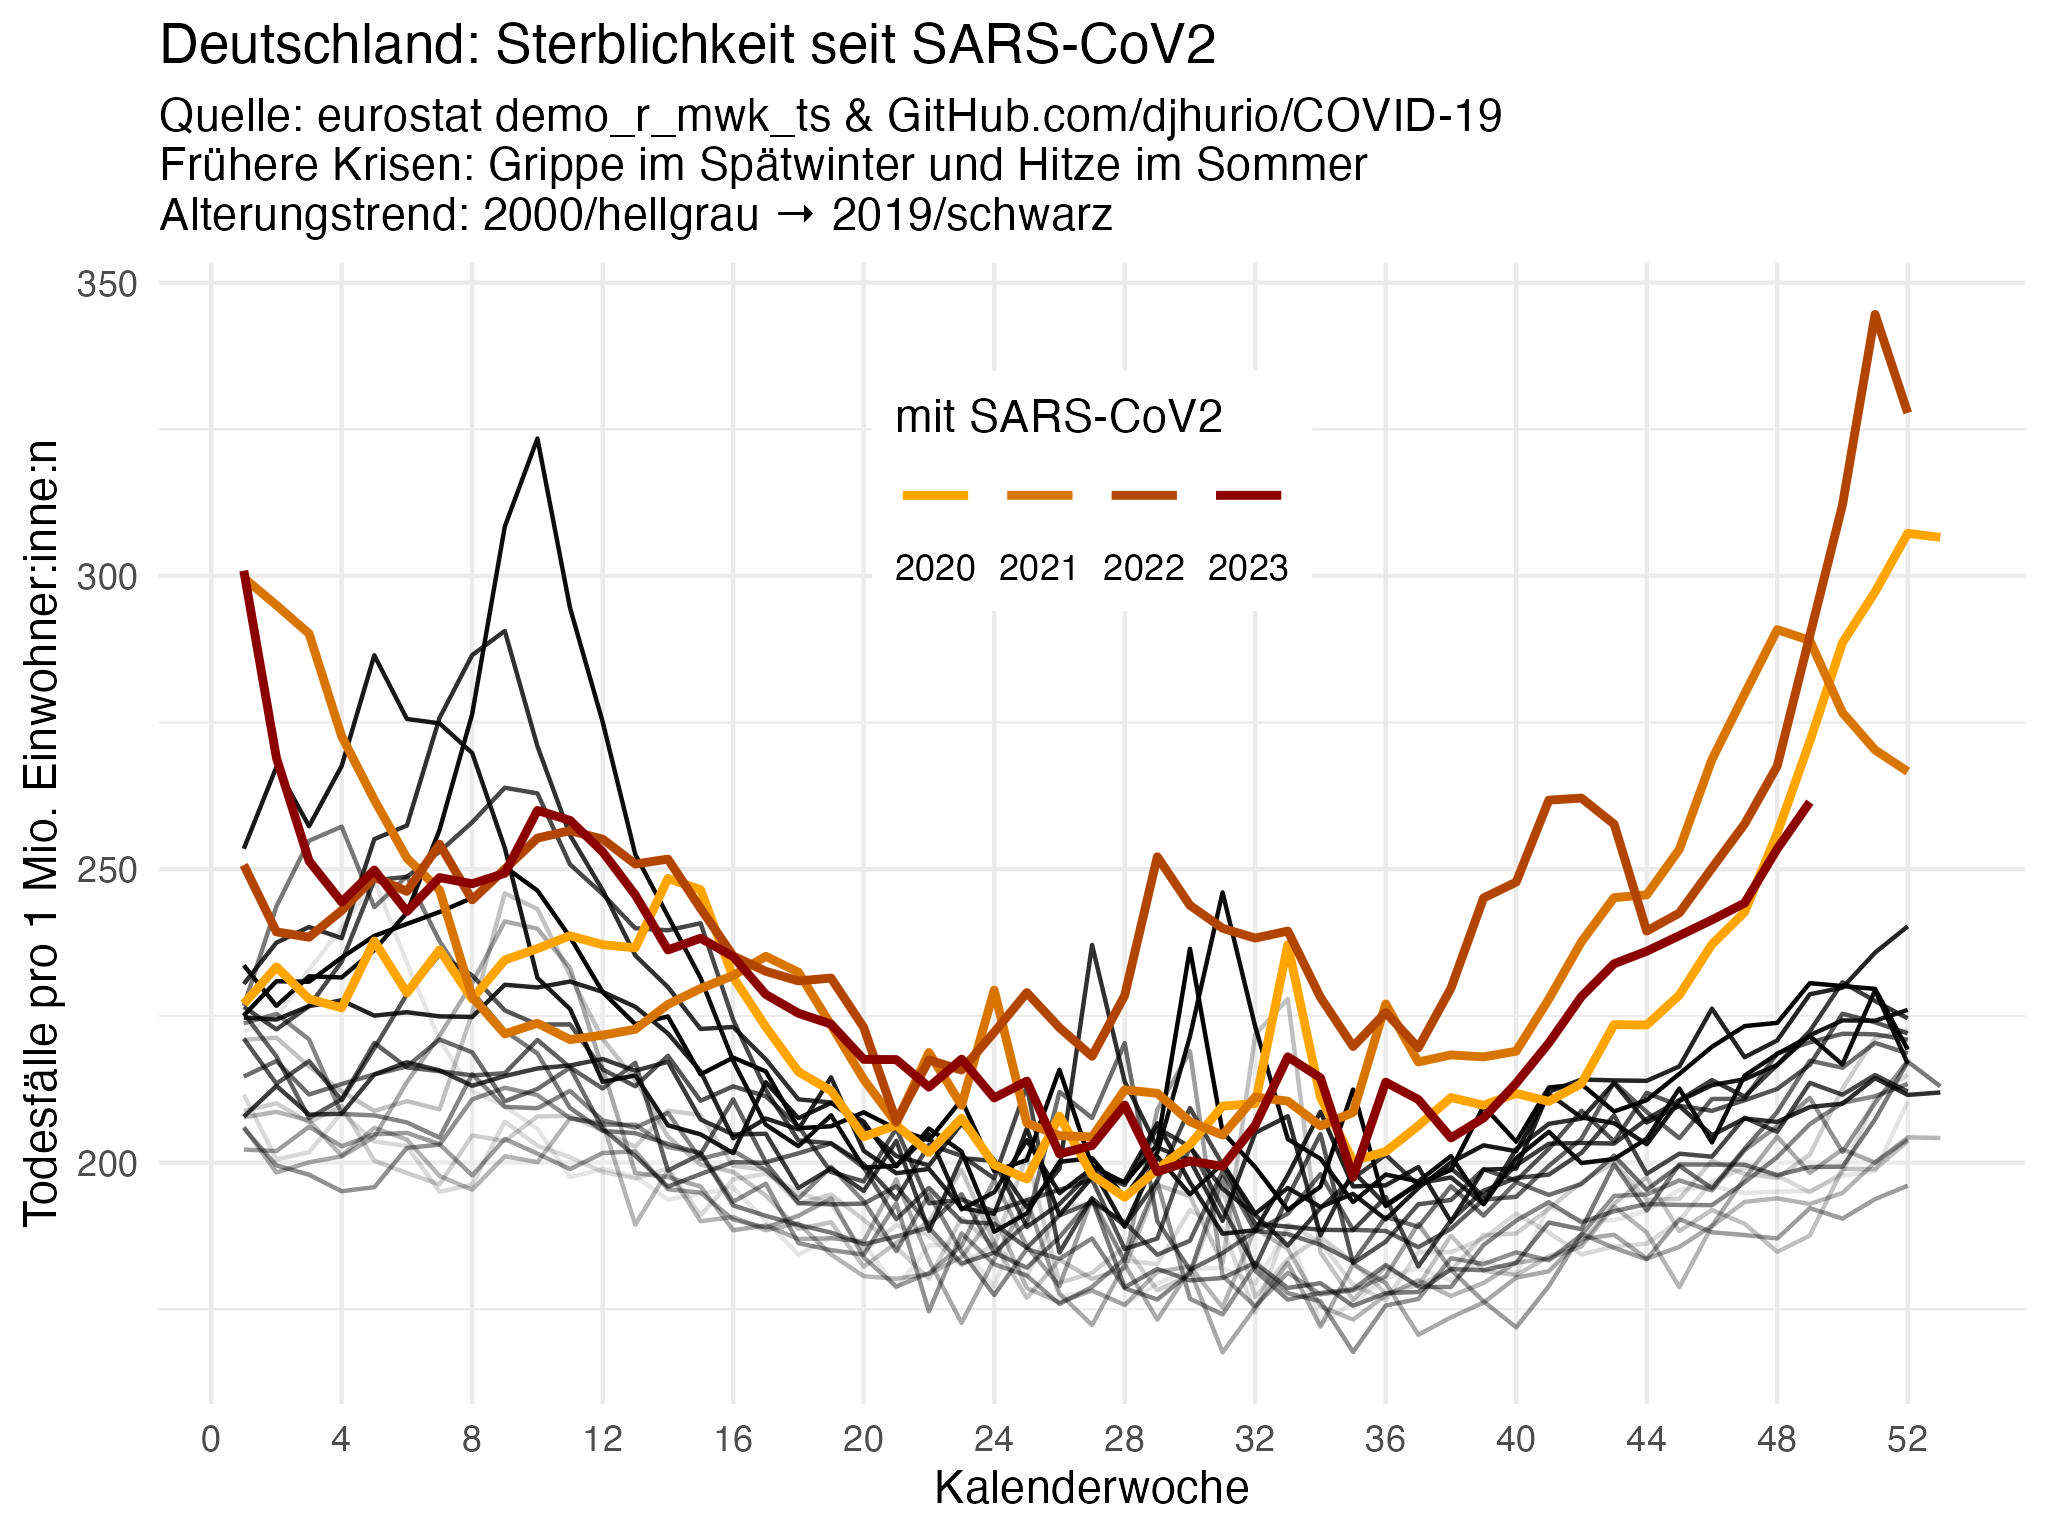 Deutschland: Sterblichkeit seit SARS-CoV2
Quelle: eurostat demo_r_mwk_ts & GitHub.com/djhurio/COVID-19
Frühere Krisen: Grippe im Spätwinter und Hitze im Sommer
Alterungstrend: 2000/hellgrau → 2019/schwarz
Todesfälle pro 1 Mio. Einwohner:inne:n
350
300
250
200
mit SARS-CoV2
2020 2021 2022 2023
0 4 8 12 16 20 24 28 32 36 40 44 48 52
Kalenderwoche